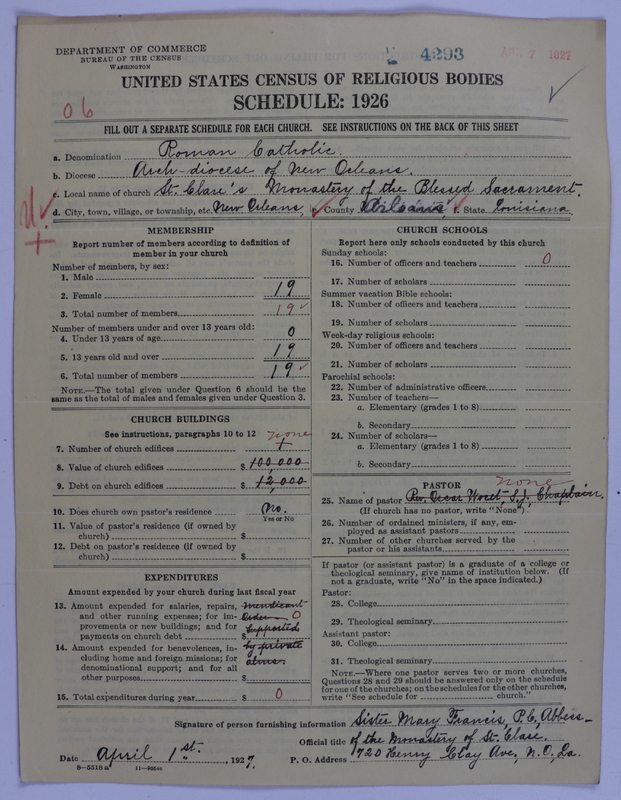 DEPARTMENT OF COMMERCE
BUREAU OF THE CENSUS
WASHINGTON
4293
7 1927
UNITED STATES CENSUS OF RELIGIOUS BODIES
SCHEDULE: 1926
06
FILL OUT A SEPARATE SCHEDULE FOR EACH CHURCH. SEE INSTRUCTIONS ON THE BACK OF THIS SHEET
a. Denomination Roman Catholic.
b. Diocese Arch-diocese of New Orleans.
c. Local name of church St. Clare's Monastery of the Blessed Sacrament.
d. City, town, village, or township, etc. New Orleans, e. County Orleans f. State. Louisiana.
MEMBERSHIP
Report number of members according to definition of member in your church
Number of members, by sex:
1. Male
2. Female 19
3. Total number of members 19
Number of members under and over 13 years old:
4. Under 13 years of age 0
5. 13 years old and over 19
6. Total number of members 19
NOTE.—The total given under Question 6 should be the same as the total of males and females given under Question 3.
CHURCH BUILDINGS
See instructions, paragraphs 10 to 12 none
7. Number of church edifices 1
8. Value of church edifices $ 100,000
9. Debt on church edifices $ 12,000
10. Does church own pastor's residence No.
Yes or No
11. Value of pastor's residence (if owned by church) $
12. Debt on pastor's residence (if owned by church) $
EXPENDITURES
Amount expended by your church during last fiscal year
13. Amount expended for salaries, repairs, and other running expenses; for improvements or new buildings; and for payments on church debt $ mendicant Order 0 supported
14. Amount expended for benevolences, including home and foreign missions; for denominational support; and for all other purposes $ by private alms.
15. Total expenditures during year $ 0
CHURCH SCHOOLS
Report here only schools conducted by this church
Sunday schools:
16. Number of officers and teachers 0
17. Number of scholars
Summer vacation Bible schools:
18. Number of officers and teachers
19. Number of scholars
Week-day religious schools:
20. Number of officers and teachers
21. Number of scholars
Parochial schools:
22. Number of administrative officers
23. Number of teachers—
a. Elementary (grades 1 to 8)
b. Secondary
24. Number of scholars—
a. Elementary (grades 1 to 8)
b. Secondary
PASTOR none
25. Name of pastor Rev. Oscar S.J. Chaplain.
(If church has no pastor, write "None")
26. Number of ordained ministers, if any, employed as assistant pastors
27. Number of other churches served by the pastor or his assistants
If pastor (or assistant pastor) is a graduate of a college or theological seminary, give name of institution below. (If not a graduate, write "No" in the space indicated.)
Pastor:
28. College
29. Theological seminary
Assistant pastor:
30. College
31. Theological seminary
NOTE.—Where one pastor serves two or more churches, Questions 28 and 29 should be answered only on the schedule for one of the churches; on the schedules for the other churches, write "See schedule for church."
Signature of person furnishing information Sister Mary Francis, P.C., Abbess
Official title of the Monastery of St. Clare.
Date April 1st., 1927.
P. O. Address 720 Henry Clay Ave., N.O., La.
8—5518 a